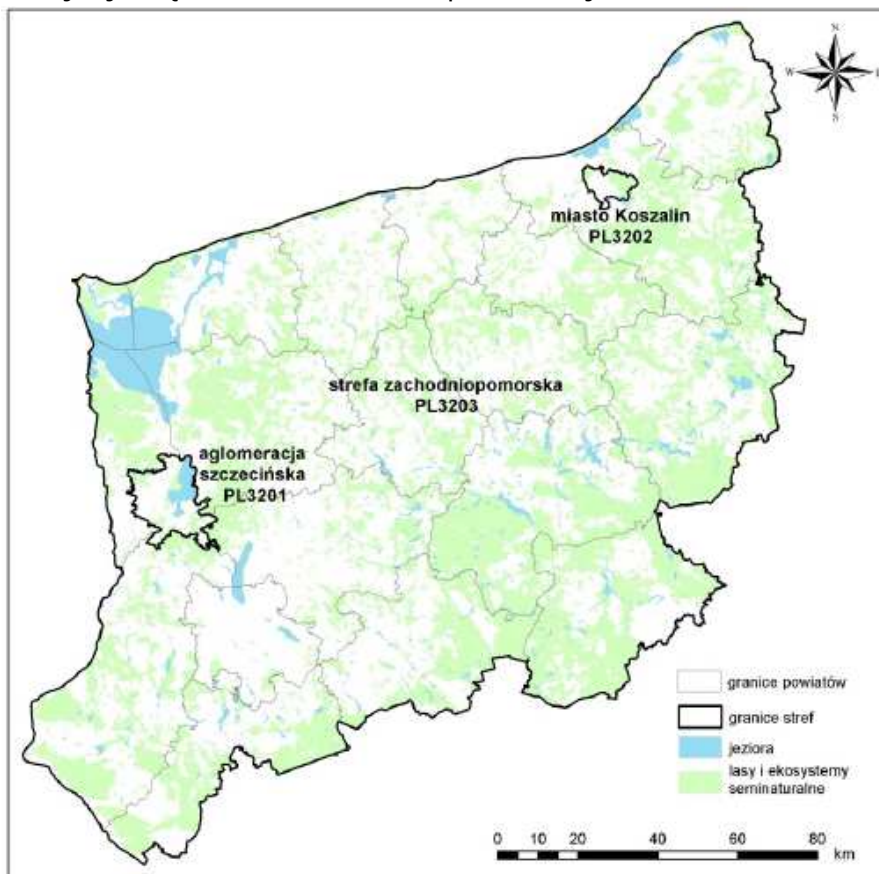 N
W
E
S
miasto Koszalin
PL3202
strefa zachodniopomorska
PL3203
aglomeracja
szczecińska
PL3201
granice powiatów
granice stref
jeziora
lasy i ekosystemy
seminaturalne
0 10 20 40 60 80
km